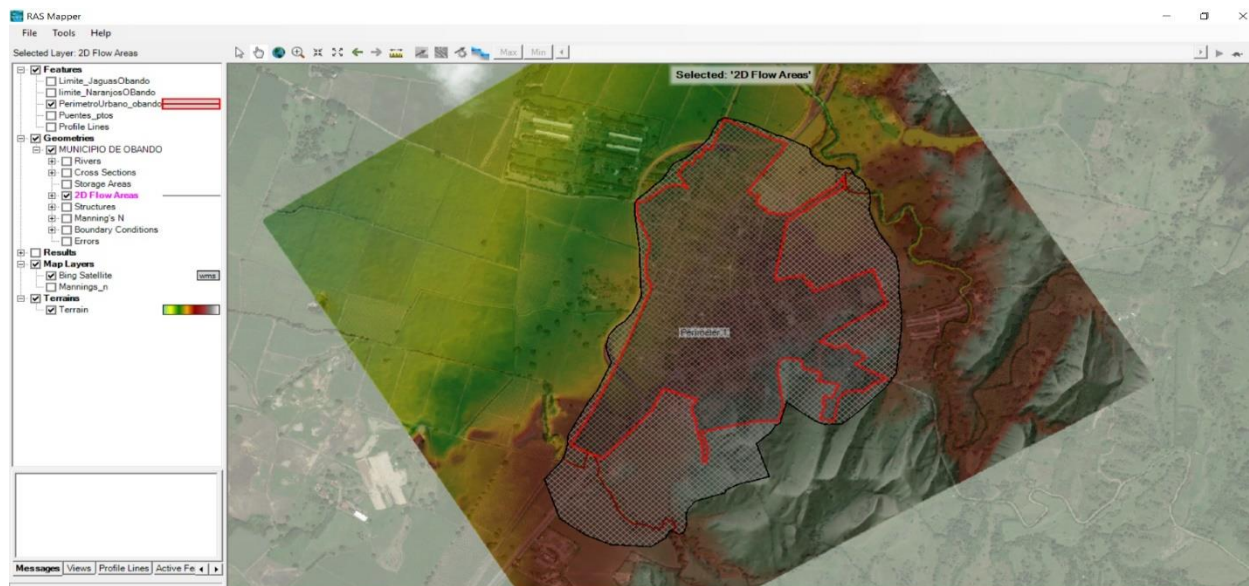 RAS Mapper
File Tools Help
Selected Layer: 2D Flow Areas
Max Min
Selected: '2D Flow Areas'
Features
Limite_JaguasObando
limite_NaranjosOBando
PerimetroUrbano_obando
Puentes_ptos
Profile Lines
Geometries
MUNICIPIO DE OBANDO
Rivers
Cross Sections
Storage Areas
2D Flow Areas
Structures
Manning's N
Boundary Conditions
Errors
Results
Map Layers
Bing Satellite wms
Mannings_n
Terrains
Terrain
Perimeter_1
Messages Views Profile Lines Active Fe